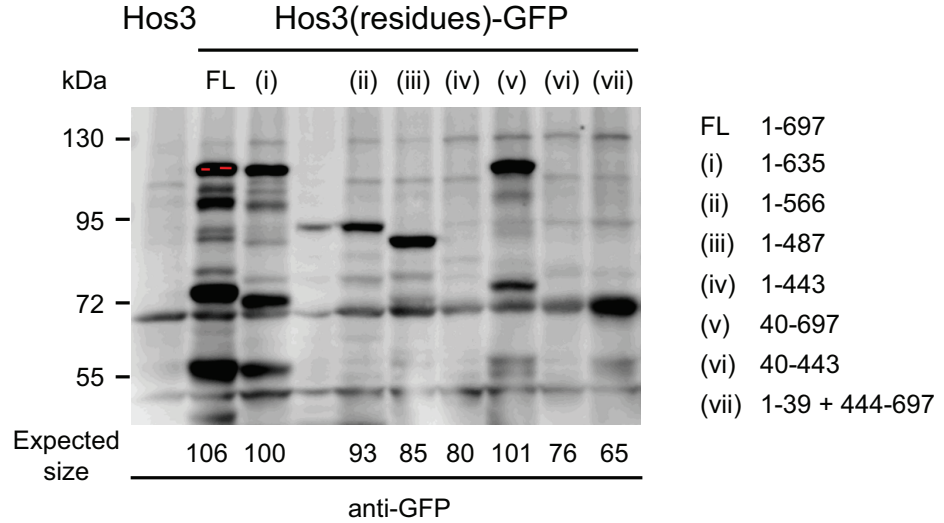 Hos3 Hos3(residues)-GFP
kDa FL (i) (ii) (iii) (iv) (v) (vi) (vii)
130
95
72
55
Expected size 106 100 93 85 80 101 76 65
anti-GFP
FL 1-697
(i) 1-635
(ii) 1-566
(iii) 1-487
(iv) 1-443
(v) 40-697
(vi) 40-443
(vii) 1-39 + 444-697